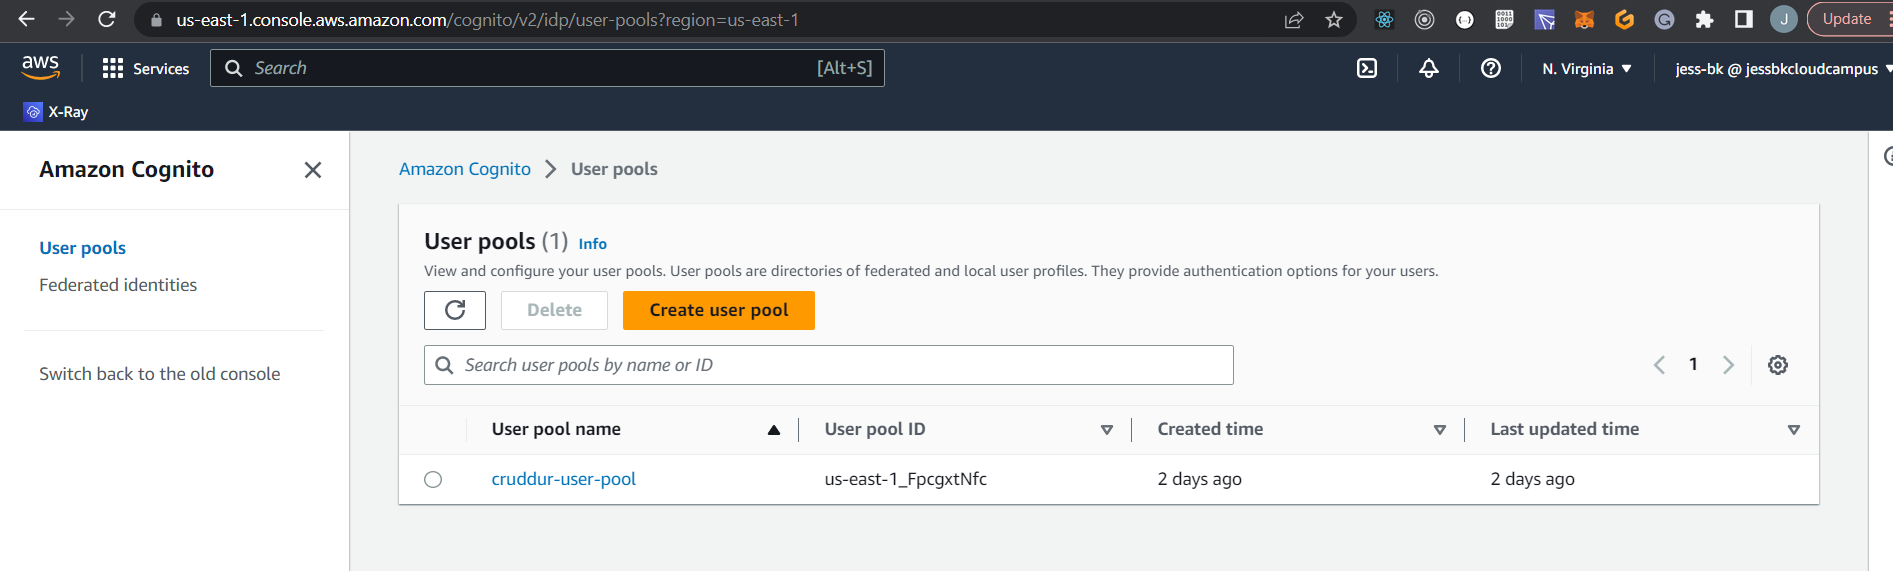 us-east-1.console.aws.amazon.com/cognito/v2/idp/user-pools?region=us-east-1
J
Update
aws
Services
Search
[Alt+S]
N. Virginia
jess-bk @ jessbkcloudcampus
X-Ray
Amazon Cognito
User pools
Federated identities
Switch back to the old console
Amazon Cognito
User pools
User pools (1) Info
View and configure your user pools. User pools are directories of federated and local user profiles. They provide authentication options for your users.
Delete
Create user pool
Search user pools by name or ID
1
User pool name
User pool ID
Created time
Last updated time
cruddur-user-pool
us-east-1_FpcgxtNfc
2 days ago
2 days ago